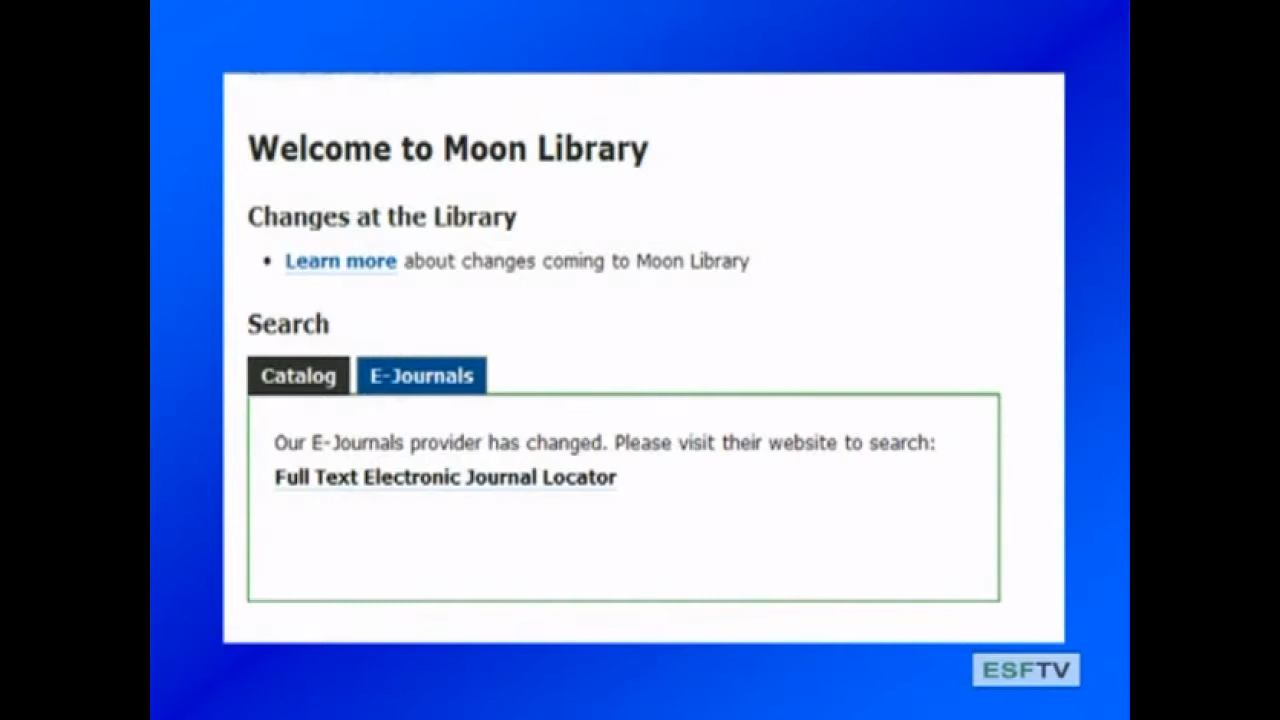 Welcome to Moon Library
Changes at the Library
• Learn more about changes coming to Moon Library
Search
Catalog E-Journals
Our E-Journals provider has changed. Please visit their website to search:
Full Text Electronic Journal Locator
ESFTV